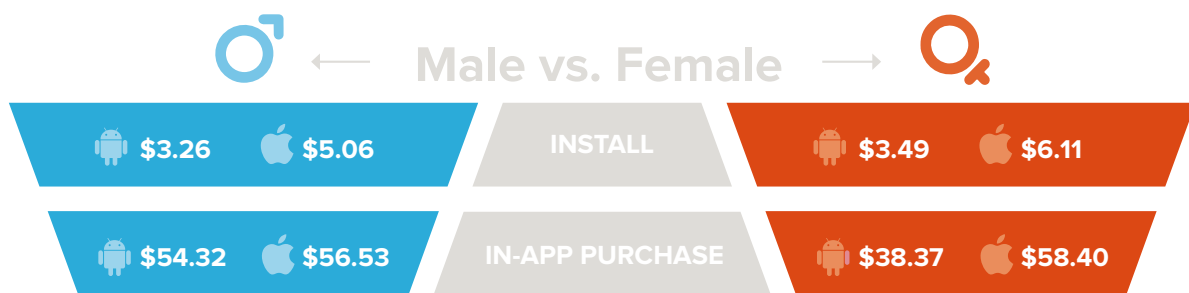 Male vs. Female
$3.26 $5.06 INSTALL $3.49 $6.11
$54.32 $56.53 IN-APP PURCHASE $38.37 $58.40